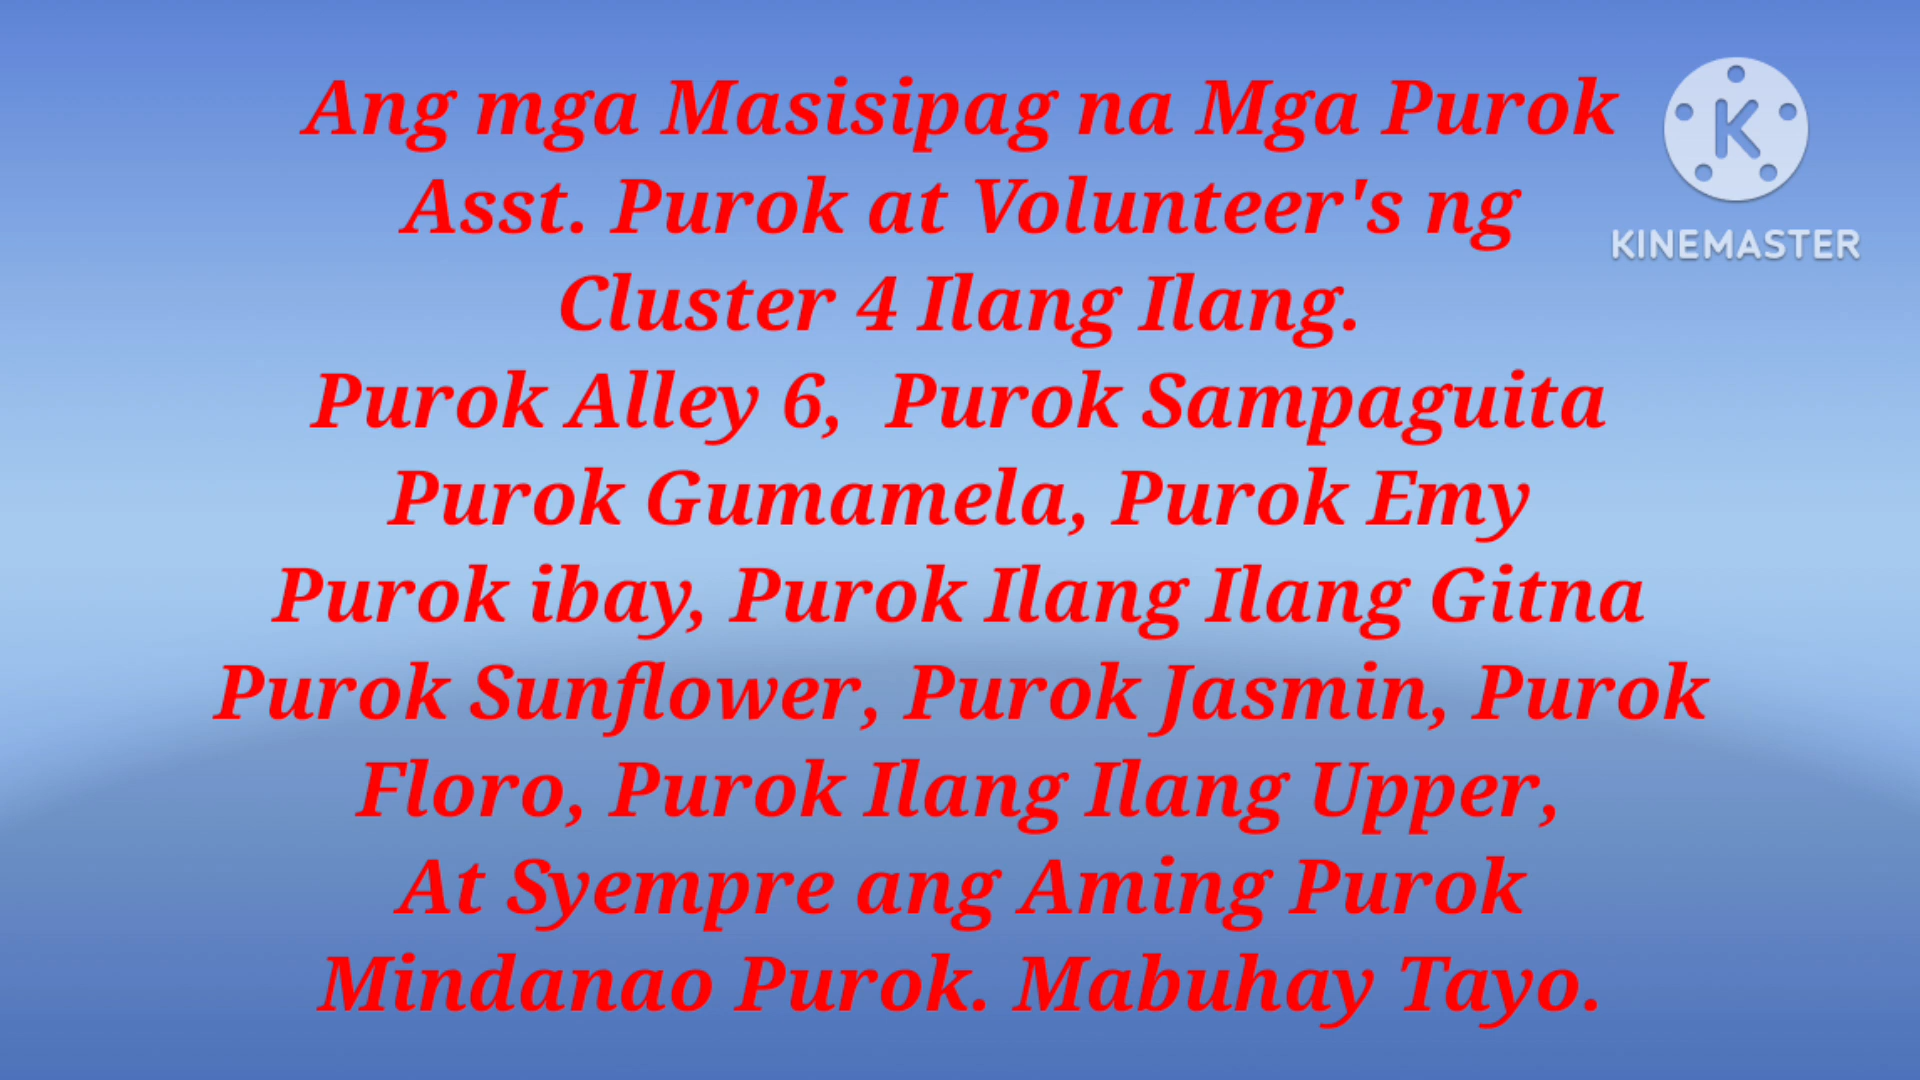 Ang mga Masisipag na Mga Purok
Asst. Purok at Volunteer's ng
Cluster 4 Ilang Ilang.
Purok Alley 6,  Purok Sampaguita
Purok Gumamela, Purok Emy
Purok ibay, Purok Ilang Ilang Gitna
Purok Sunflower, Purok Jasmin, Purok
Floro, Purok Ilang Ilang Upper,
At Syempre ang Aming Purok
Mindanao Purok. Mabuhay Tayo.
K
KINEMASTER